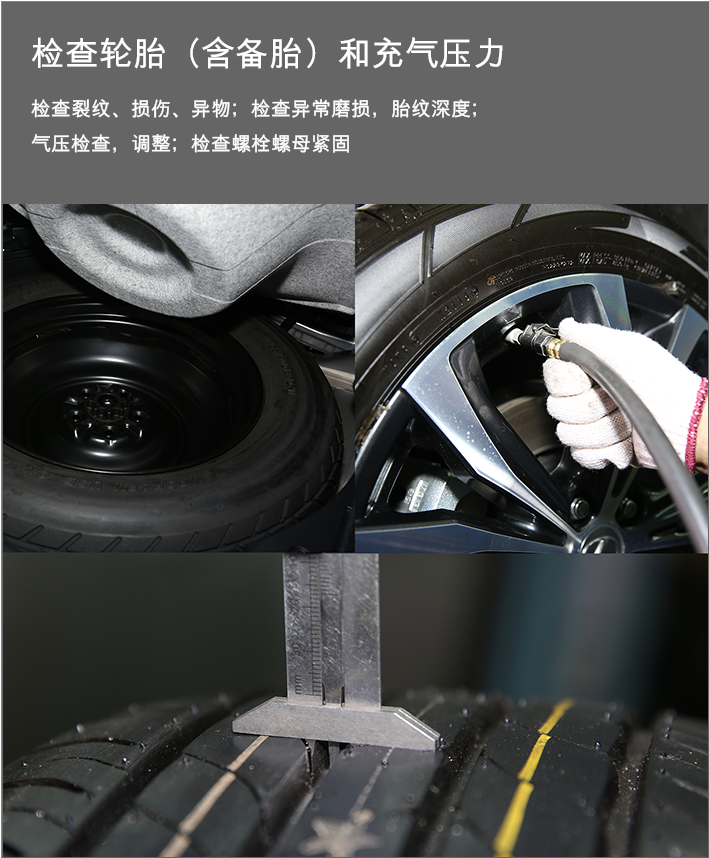 检查轮胎（含备胎）和充气压力
检查裂纹、损伤、异物；检查异常磨损，胎纹深度；
气压检查，调整；检查螺栓螺母紧固